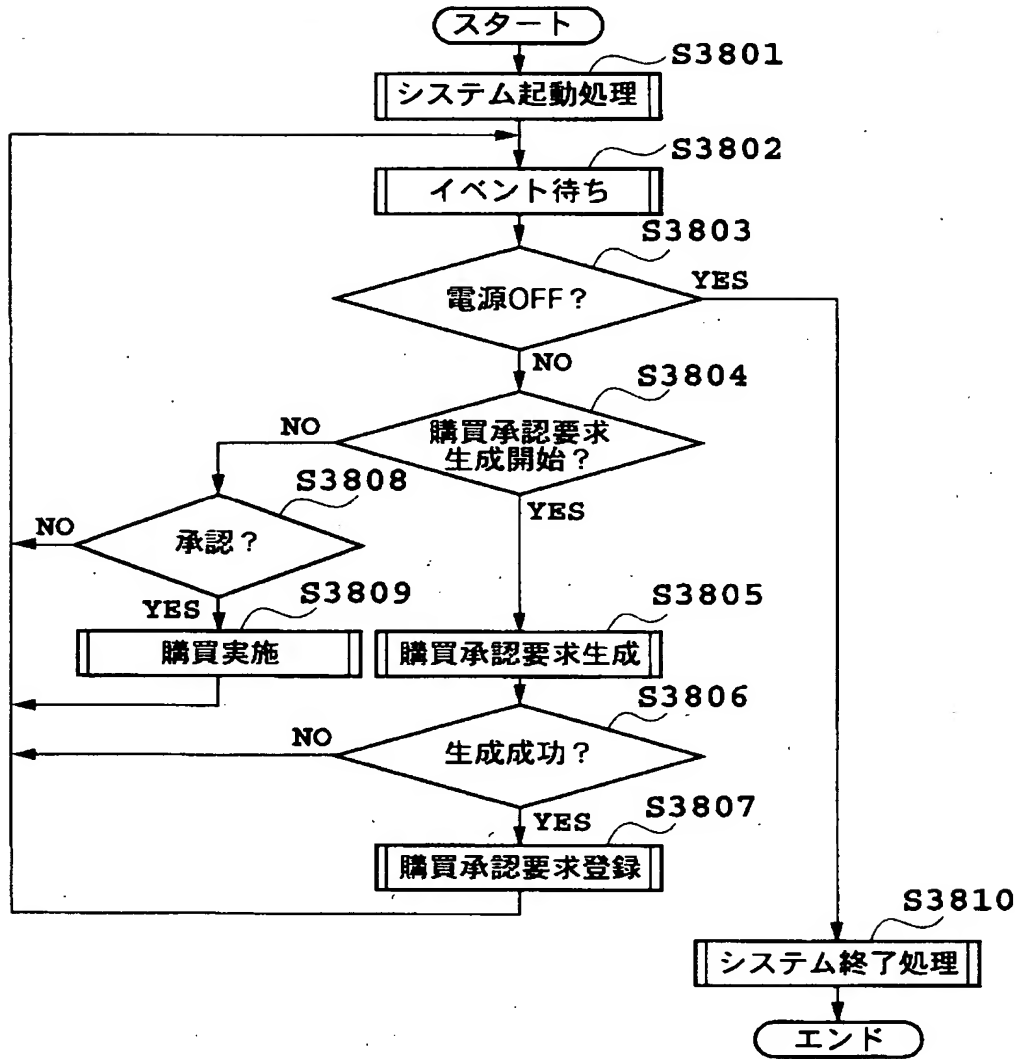 スタート
S3801
システム起動処理
S3802
イベント待ち
S3803
電源OFF？
YES
NO
S3804
購買承認要求
生成開始？
NO
YES
S3808
承認？
NO
YES
S3809
購買実施
S3805
購買承認要求生成
S3806
生成成功？
NO
YES
S3807
購買承認要求登録
S3810
システム終了処理
エンド